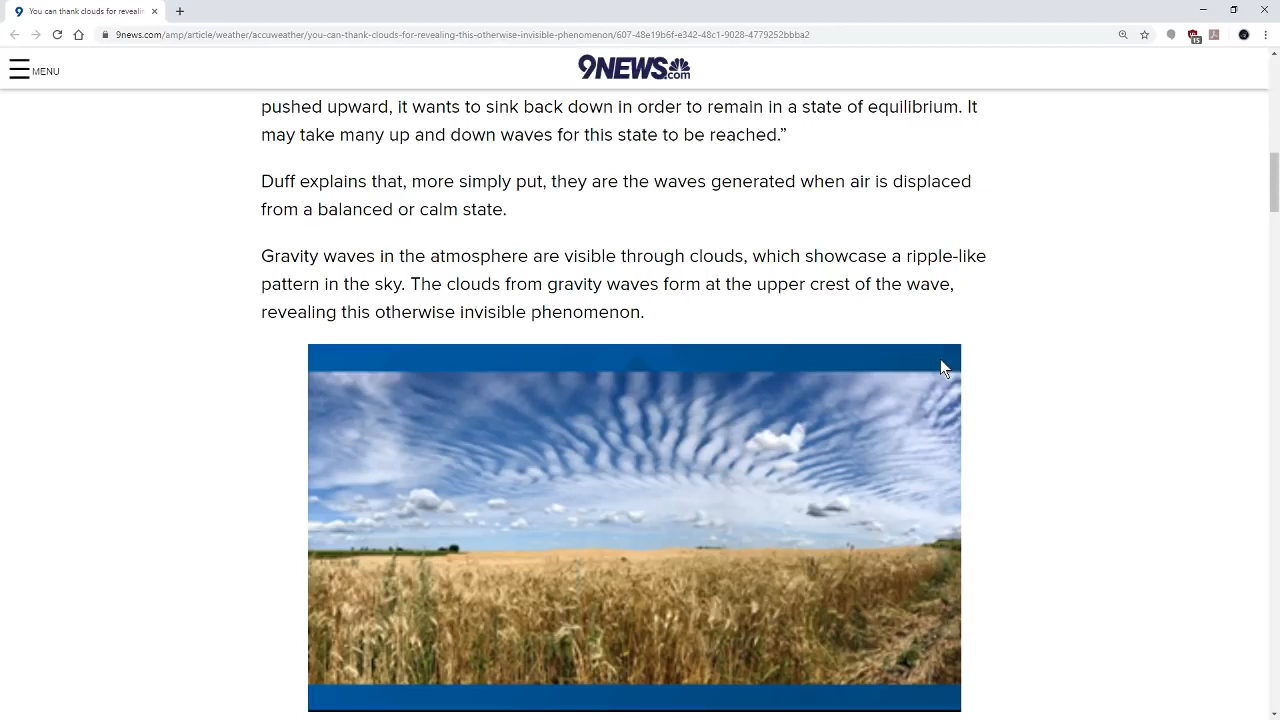 You can thank clouds for reveali
9news.com/amp/article/weather/accuweather/you-can-thank-clouds-for-revealing-this-otherwise-invisible-phenomenon/607-48e19b6f-e342-48c1-9028-4779252bbba2
15
MENU
9NEWS.com
pushed upward, it wants to sink back down in order to remain in a state of equilibrium. It
may take many up and down waves for this state to be reached.”
Duff explains that, more simply put, they are the waves generated when air is displaced
from a balanced or calm state.
Gravity waves in the atmosphere are visible through clouds, which showcase a ripple-like
pattern in the sky. The clouds from gravity waves form at the upper crest of the wave,
revealing this otherwise invisible phenomenon.